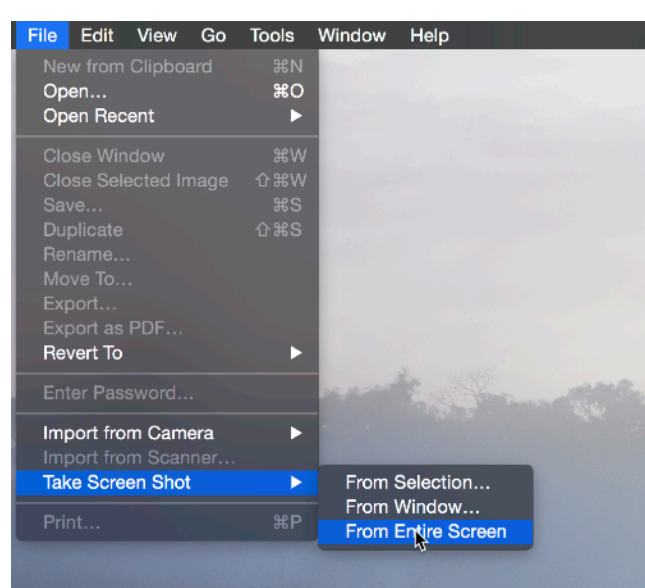 File Edit View Go Tools Window Help
New from Clipboard ⌘N
Open... ⌘O
Open Recent ▶
Close Window ⌘W
Close Selected Image ⇧⌘W
Save... ⌘S
Duplicate ⇧⌘S
Rename...
Move To...
Export...
Export as PDF...
Revert To ▶
Enter Password...
Import from Camera ▶
Import from Scanner...
Take Screen Shot ▶
From Selection...
From Window...
From Entire Screen
Print... ⌘P